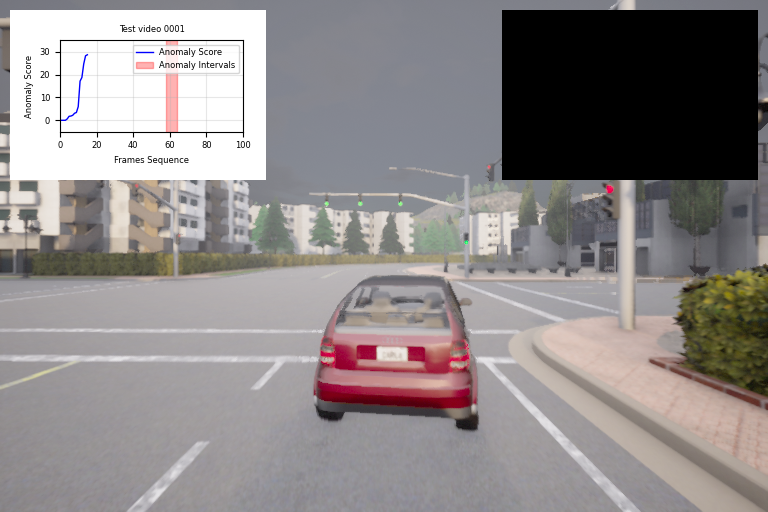 Test video 0001
Anomaly Score
Anomaly Intervals
Anomaly Score
30
20
10
0
0 20 40 60 80 100
Frames Sequence